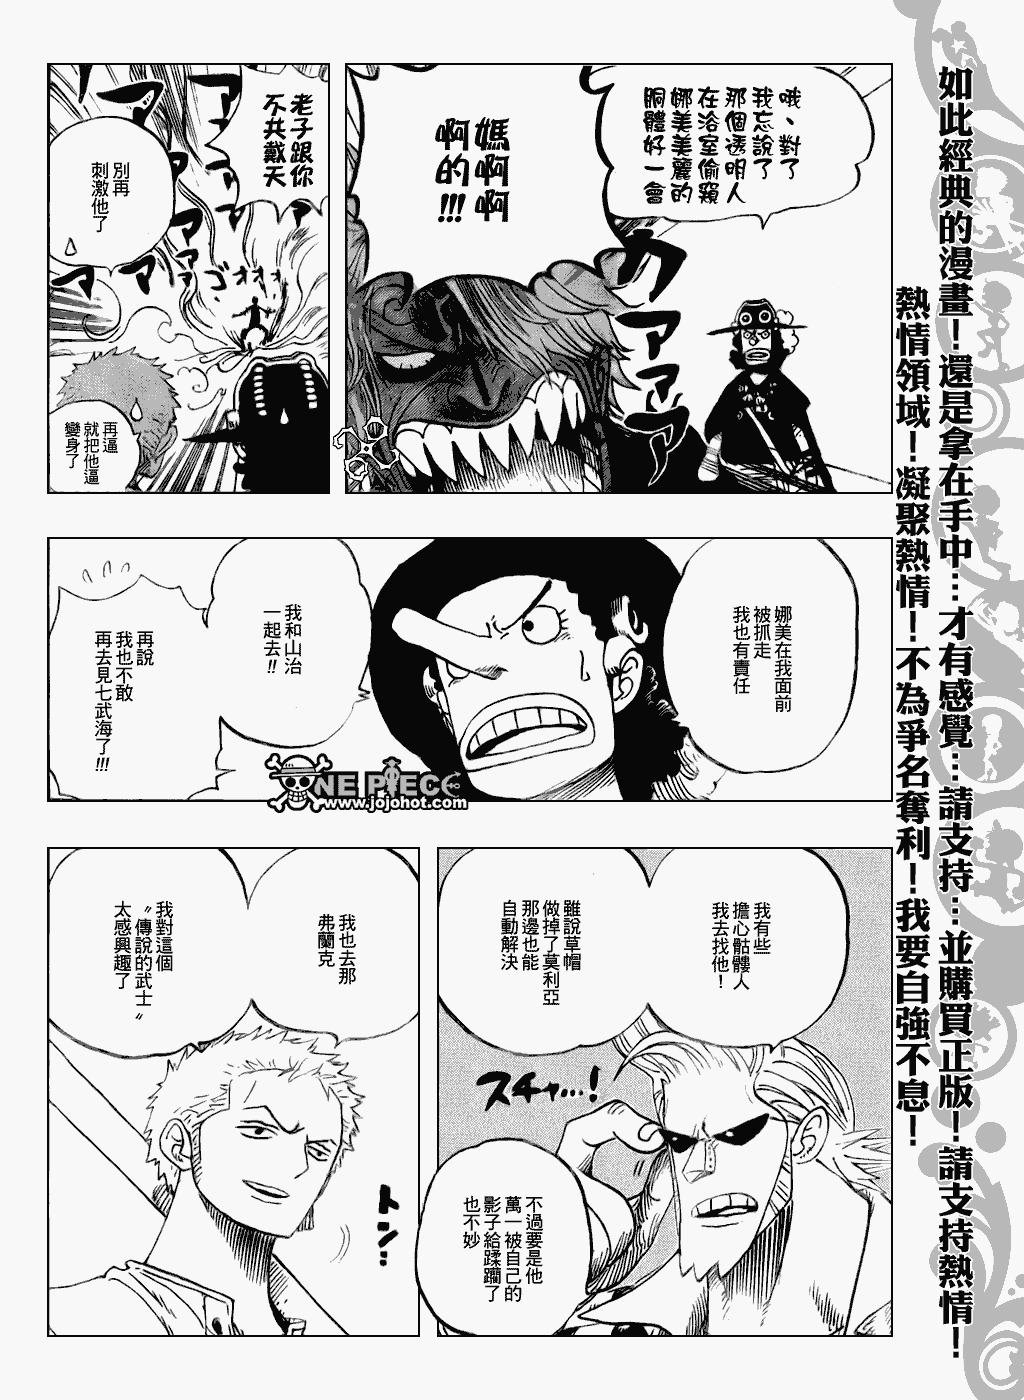 哦、對了
我忘說了
那個透明人
在浴室偷窺
娜美美麗的
胴體好一會
媽啊啊
啊的!!!
カァァァァ
老子跟你
不共戴天
別再
刺激他了
ゴォォォ
アアアア
再逼
就把他逼
變身了
娜美在我面前
被抓走
我也有責任
我和山治
一起去!!
再說
我也不敢
再去見七武海了!!!
ONE PIECE
www.jojohot.com
我有些
擔心骷髏人
我去找他!
雖說草帽
做掉了莫利亞
那邊也能
自動解決
スチャ…!
不過要是他
萬一被自己的
影子給蹂躪了
也不妙
我也去那
弗蘭克
我對這個
〝傳說的武士〞
太感興趣了
トン…
如此經典的漫畫!還是拿在手中…才有感覺…請支持…並購買正版!請支持熱情!
熱情領域!凝聚熱情!不為爭名奪利!我要自強不息!